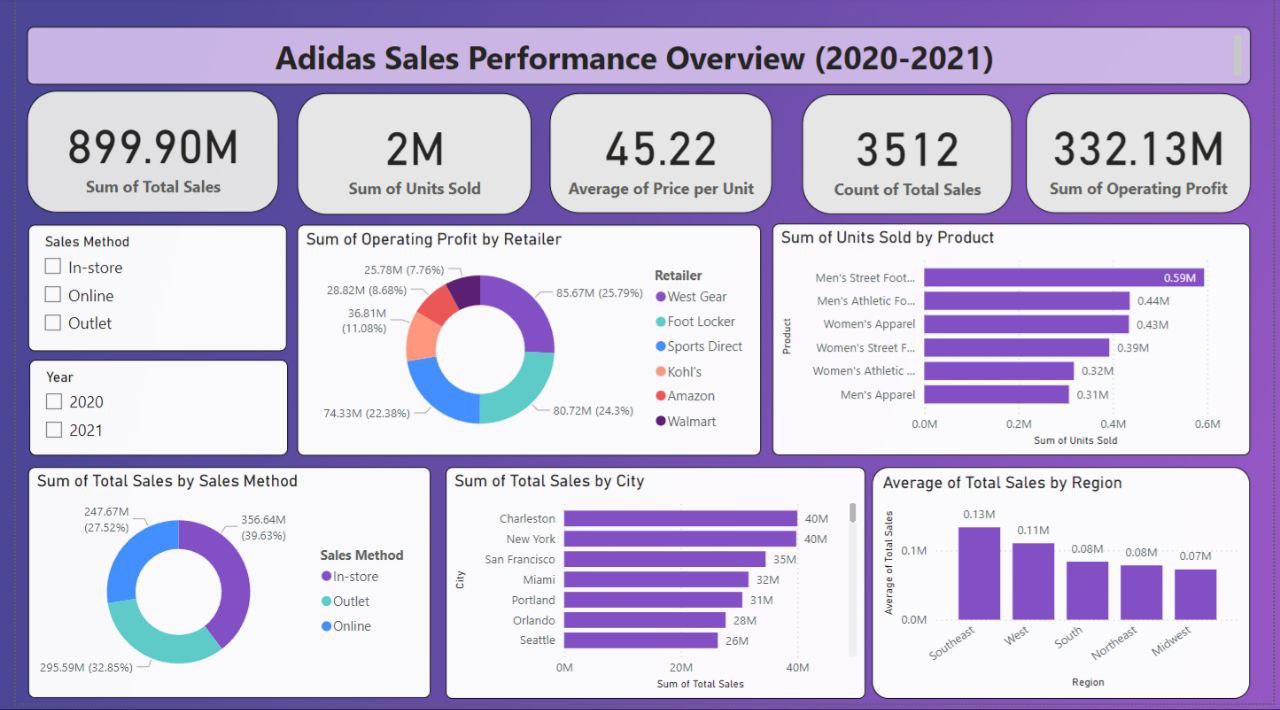 Adidas Sales Performance Overview (2020-2021)
899.90M
Sum of Total Sales
2M
Sum of Units Sold
45.22
Average of Price per Unit
3512
Count of Total Sales
332.13M
Sum of Operating Profit
Sales Method
In-store
Online
Outlet
Year
2020
2021
Sum of Operating Profit by Retailer
25.78M (7.76%)
28.82M (8.68%)
36.81M
(11.08%)
74.33M (22.38%)
85.67M (25.79%)
80.72M (24.3%)
Retailer
West Gear
Foot Locker
Sports Direct
Kohl's
Amazon
Walmart
Sum of Units Sold by Product
Product
Men's Street Foot... 0.59M
Men's Athletic Fo... 0.44M
Women's Apparel 0.43M
Women's Street F... 0.39M
Women's Athletic ... 0.32M
Men's Apparel 0.31M
0.0M 0.2M 0.4M 0.6M
Sum of Units Sold
Sum of Total Sales by Sales Method
247.67M
(27.52%)
356.64M
(39.63%)
295.59M (32.85%)
Sales Method
In-store
Outlet
Online
Sum of Total Sales by City
City
Charleston 40M
New York 40M
San Francisco 35M
Miami 32M
Portland 31M
Orlando 28M
Seattle 26M
0M 20M 40M
Sum of Total Sales
Average of Total Sales by Region
Average of Total Sales
0.1M
0.0M
0.13M 0.11M 0.08M 0.08M 0.07M
Southeast West South Northeast Midwest
Region